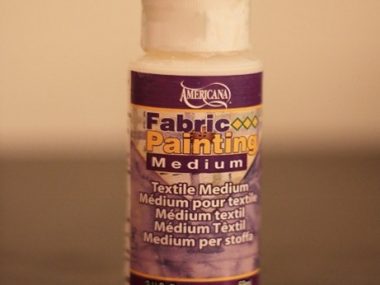 AMERICANA
Fabric
Painting
Medium
Textile Medium
Médium pour textile
Médium textil
Médium Têxtil
Medium per stoffa